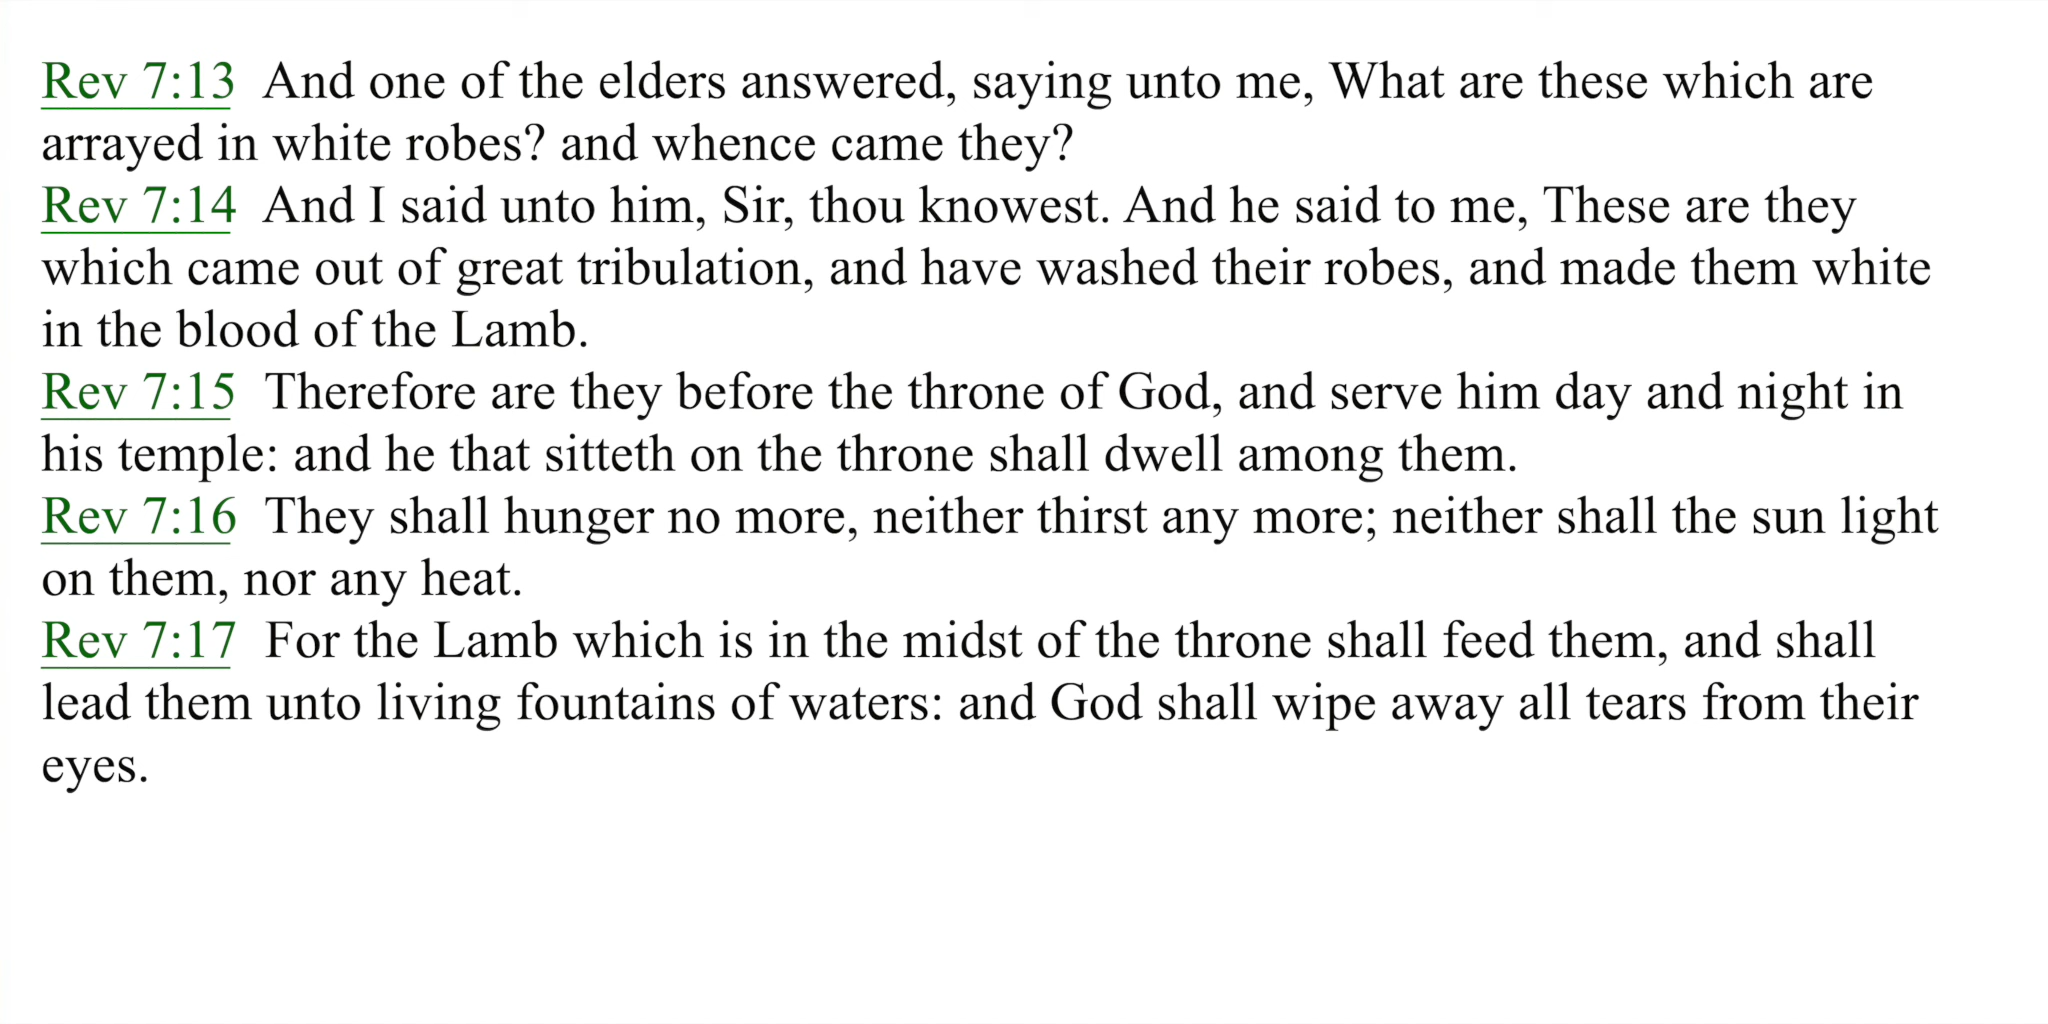 Rev 7:13  And one of the elders answered, saying unto me, What are these which are
arrayed in white robes? and whence came they?
Rev 7:14  And I said unto him, Sir, thou knowest. And he said to me, These are they
which came out of great tribulation, and have washed their robes, and made them white
in the blood of the Lamb.
Rev 7:15  Therefore are they before the throne of God, and serve him day and night in
his temple: and he that sitteth on the throne shall dwell among them.
Rev 7:16  They shall hunger no more, neither thirst any more; neither shall the sun light
on them, nor any heat.
Rev 7:17  For the Lamb which is in the midst of the throne shall feed them, and shall
lead them unto living fountains of waters: and God shall wipe away all tears from their
eyes.